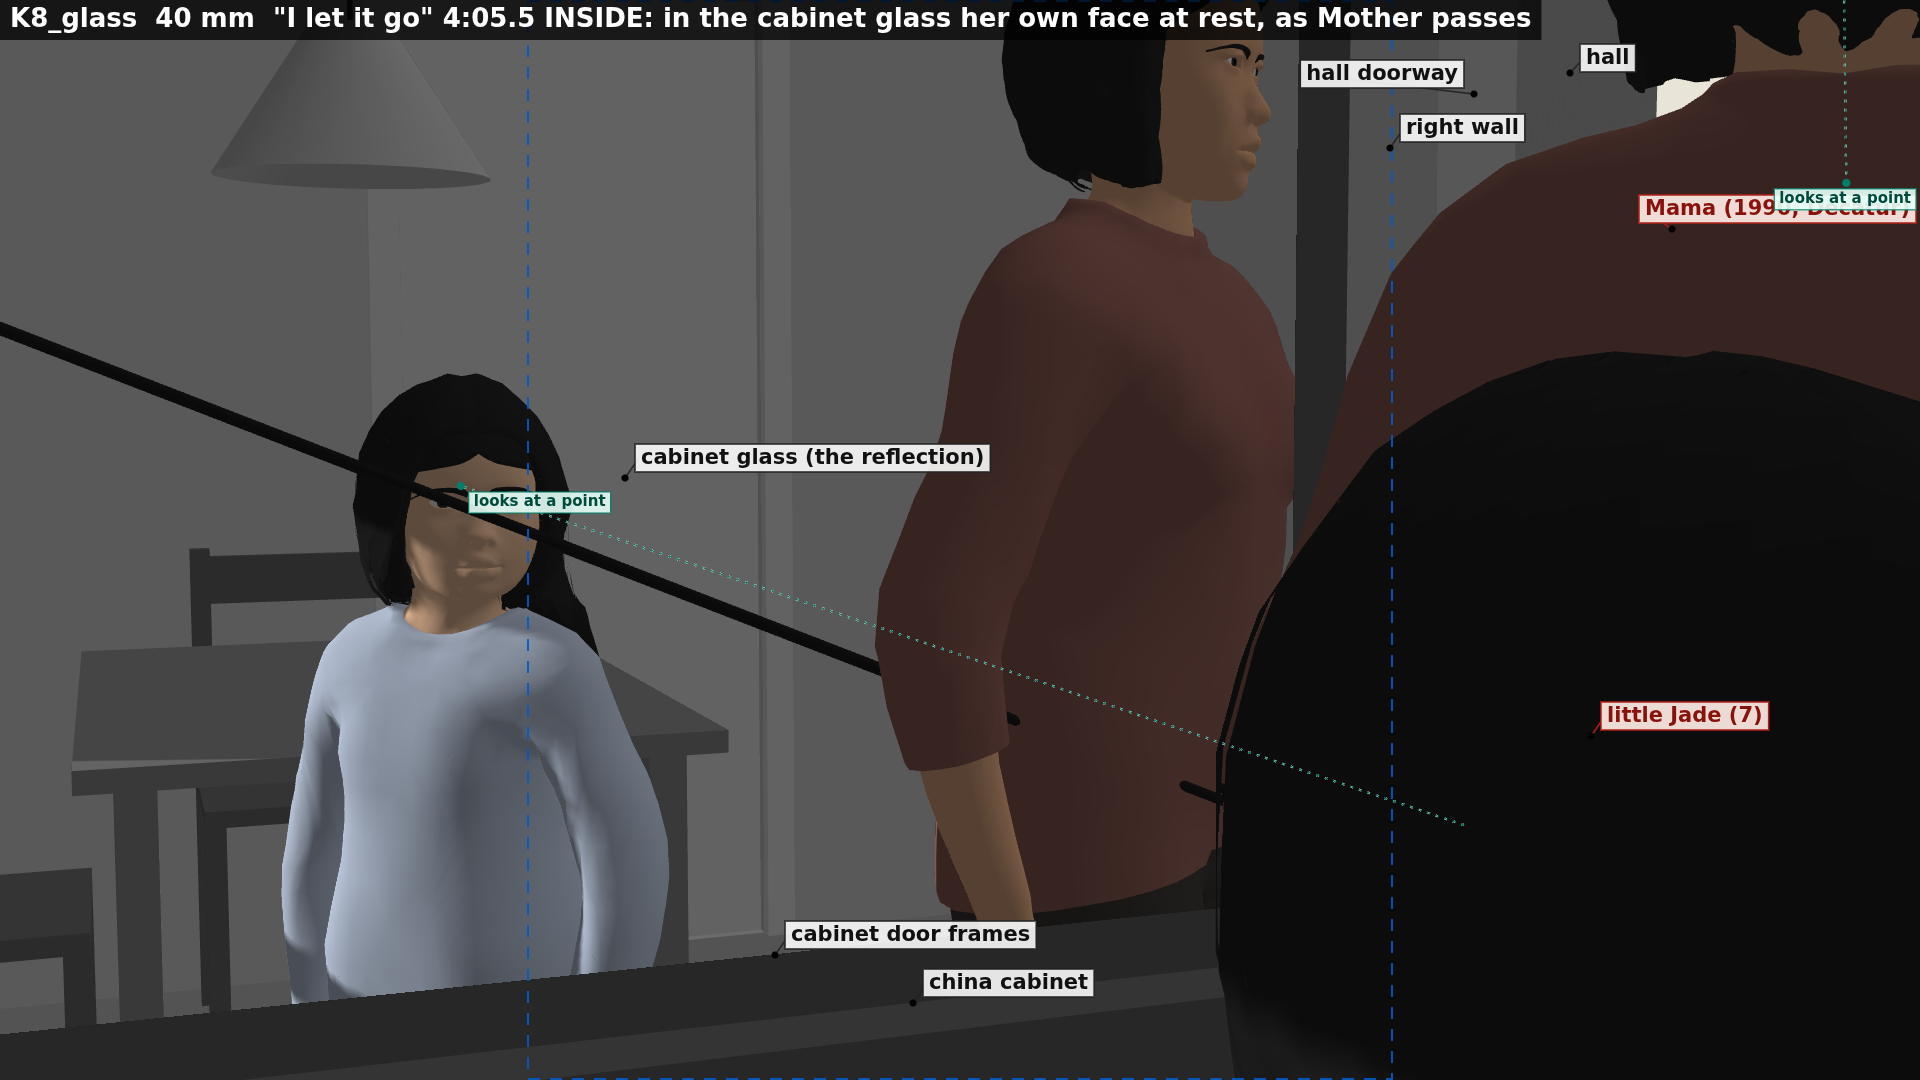 K8_glass 40 mm "I let it go" 4:05.5 INSIDE: in the cabinet glass her own face at rest, as Mother passes
hall
hall doorway
right wall
looks at a point
Mama (1996, Decatur)
cabinet glass (the reflection)
looks at a point
little Jade (7)
cabinet door frames
china cabinet